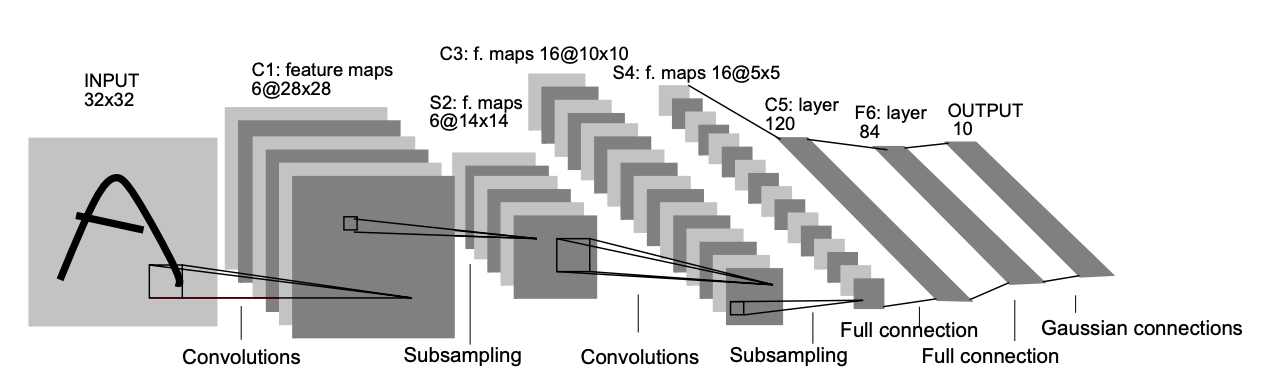 INPUT
32x32
C1: feature maps
6@28x28
S2: f. maps
6@14x14
C3: f. maps 16@10x10
S4: f. maps 16@5x5
C5: layer
120
F6: layer
84
OUTPUT
10
Convolutions
Subsampling
Convolutions
Subsampling
Full connection
Full connection
Gaussian connections